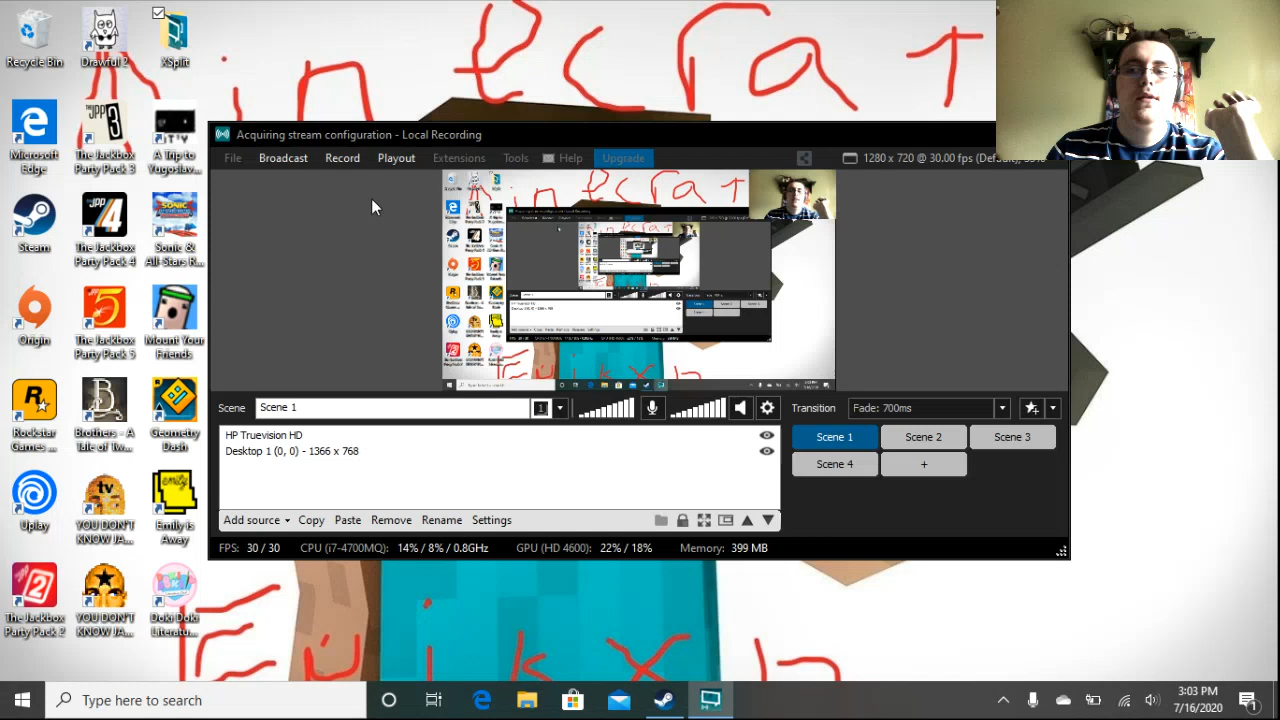 Minecraft
Recycle Bin
Drawful 2
XSplit
Microsoft Edge
The Jackbox Party Pack 3
A Trip to Yugoslav...
Steam
The Jackbox Party Pack 4
Sonic & All-Stars R...
Origin
The Jackbox Party Pack 5
Mount Your Friends
Rockstar Games ...
Brothers - A Tale of Tw...
Geometry Dash
Uplay
YOU DON'T KNOW JA...
Emily is Away
The Jackbox Party Pack 2
YOU DON'T KNOW JA...
Doki Doki Literatu...
Acquiring stream configuration - Local Recording
File Broadcast Record Playout Extensions Tools Help Upgrade 1280 x 720 @ 30.00 fps (Default),
Scene Scene 1 1 Transition Fade: 700ms
HP Truevision HD
Desktop 1 (0, 0) - 1366 x 768
Scene 1 Scene 2 Scene 3
Scene 4 +
Add source Copy Paste Remove Rename Settings
FPS: 30 / 30 CPU (i7-4700MQ): 14% / 8% / 0.8GHz GPU (HD 4600): 22% / 18% Memory: 399 MB
Type here to search
3:03 PM
7/16/2020
1